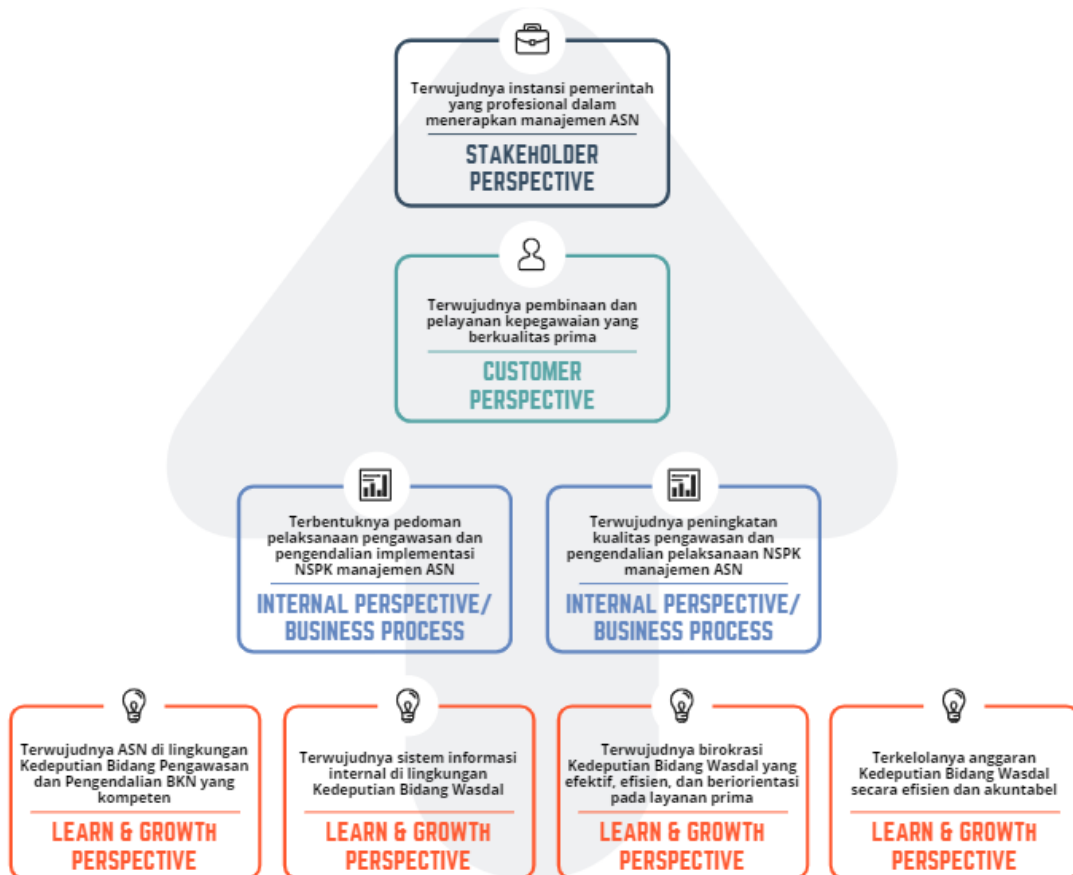 Terwujudnya instansi pemerintah
yang profesional dalam
menerapkan manajemen ASN
STAKEHOLDER
PERSPECTIVE
Terwujudnya pembinaan dan
pelayanan kepegawaian yang
berkualitas prima
CUSTOMER
PERSPECTIVE
Terbentuknya pedoman
pelaksanaan pengawasan dan
pengendalian implementasi
NSPK manajemen ASN
INTERNAL PERSPECTIVE/
BUSINESS PROCESS
Terwujudnya peningkatan
kualitas pengawasan dan
pengendalian pelaksanaan NSPK
manajemen ASN
INTERNAL PERSPECTIVE/
BUSINESS PROCESS
Terwujudnya ASN di lingkungan
Kedeputian Bidang Pengawasan
dan Pengendalian BKN yang
kompeten
LEARN & GROWTH
PERSPECTIVE
Terwujudnya sistem informasi
internal di lingkungan
Kedeputian Bidang Wasdal
LEARN & GROWTH
PERSPECTIVE
Terwujudnya birokrasi
Kedeputian Bidang Wasdal yang
efektif, efisien, dan beriorientasi
pada layanan prima
LEARN & GROWTH
PERSPECTIVE
Terkelolanya anggaran
Kedeputian Bidang Wasdal
secara efisien dan akuntabel
LEARN & GROWTH
PERSPECTIVE